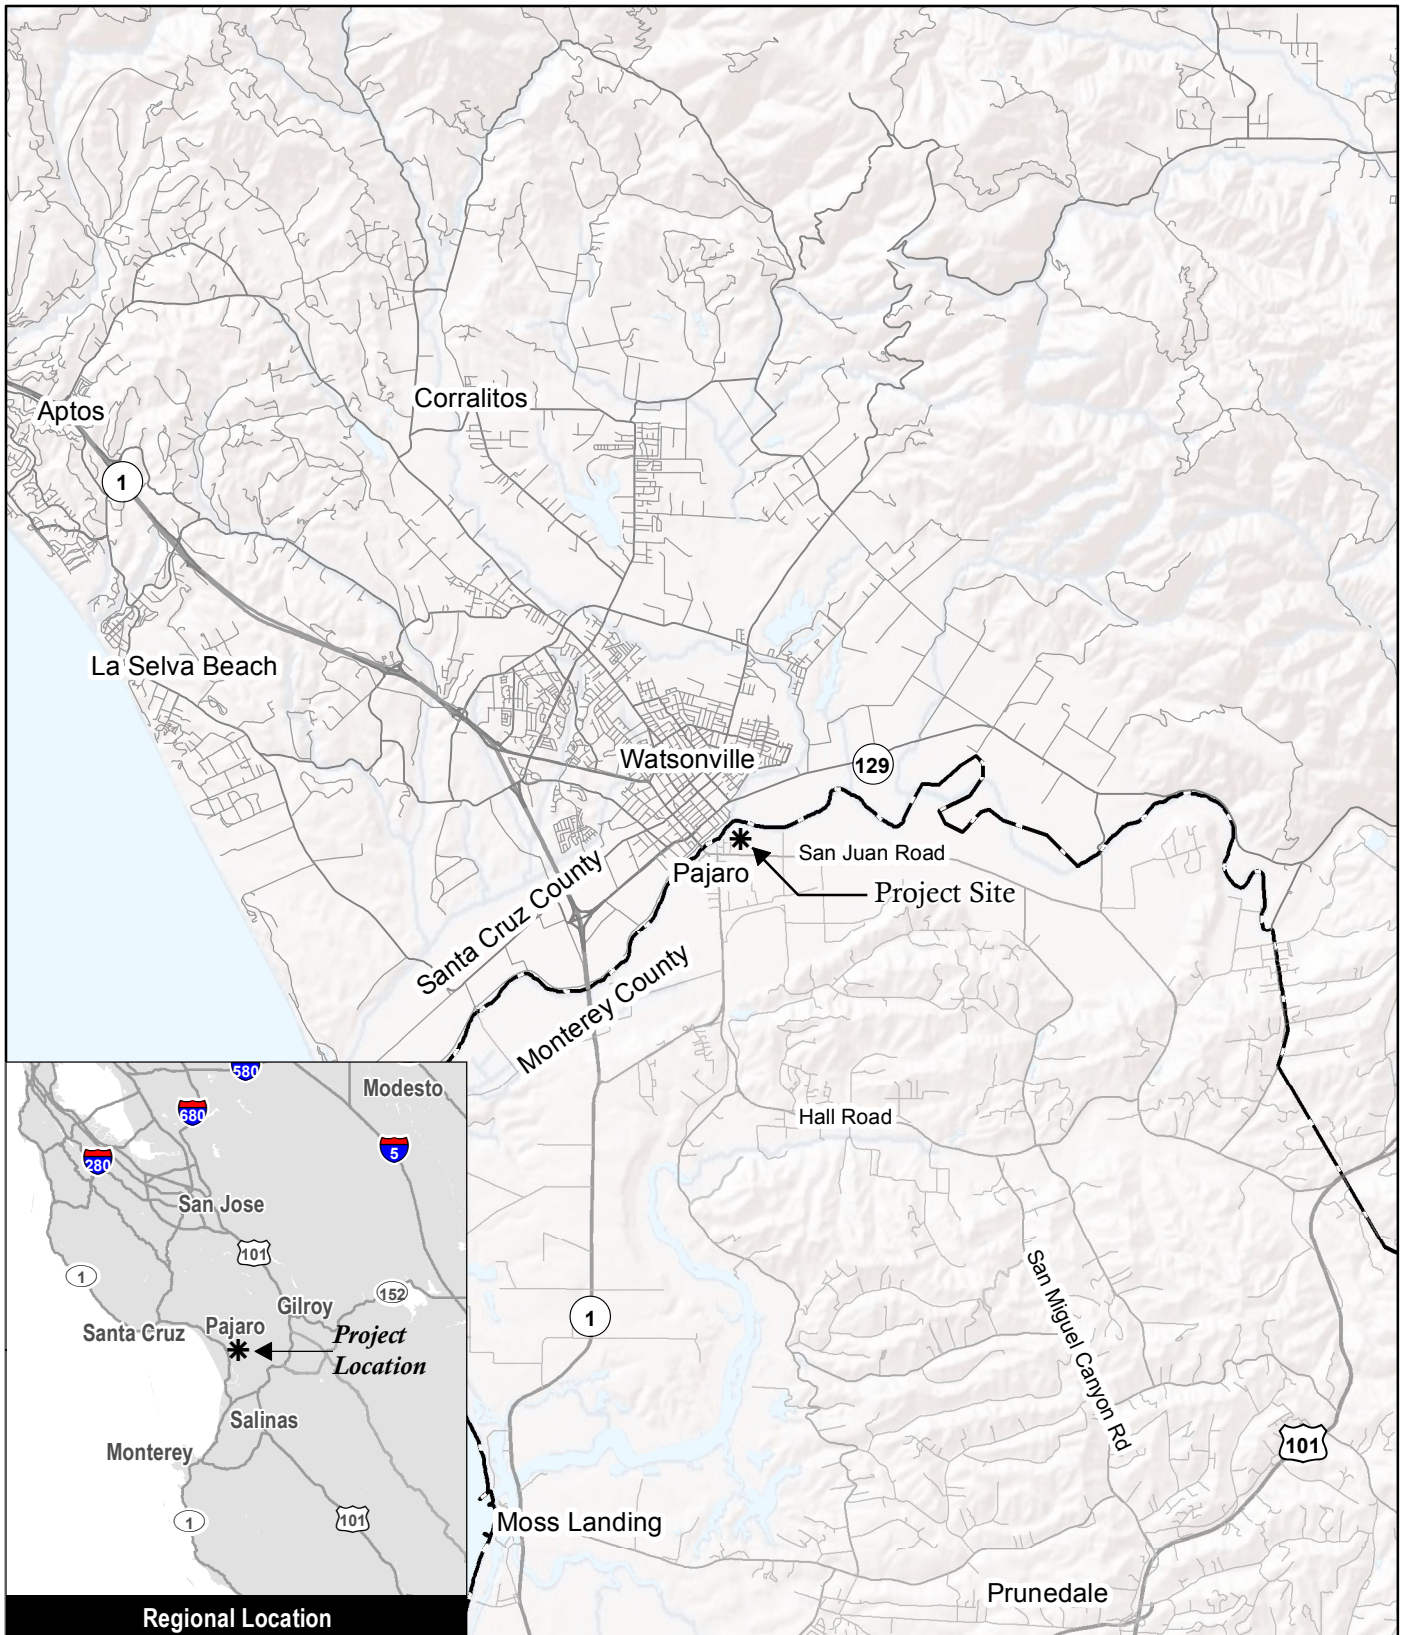 Corralitos
Aptos
1
La Selva Beach
Watsonville
129
San Juan Road
Pajaro
Project Site
Santa Cruz County
Monterey County
Hall Road
San Miguel Canyon Rd
1
101
Moss Landing
Prunedale
580
Modesto
680
5
280
San Jose
101
1
152
Gilroy
Santa Cruz
Pajaro
Project
Location
Salinas
Monterey
1
101
Regional Location